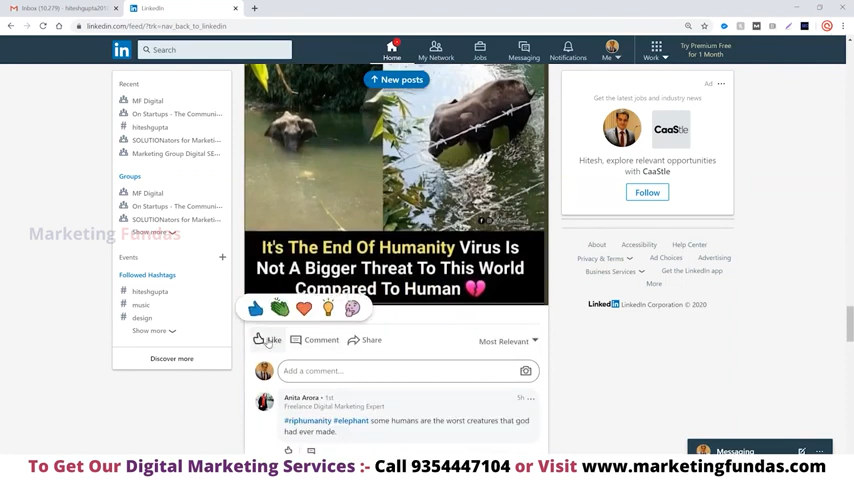 Inbox (10,279) - hiteshgupta201
LinkedIn
linkedin.com/feed/?trk=nav_back_to_linkedin
in
Search
Home
My Network
Jobs
Messaging
Notifications
Me
Work
Try Premium Free
for 1 Month
Recent
MF Digital
On Startups - The Communi...
# hiteshgupta
SOLUTIONators for Marketi...
Marketing Group Digital SE...
Groups
MF Digital
On Startups - The Communi...
SOLUTIONators for Marketi...
Show more
Marketing Fundas
Events
Followed Hashtags
# hiteshgupta
# music
# design
Show more
Discover more
New posts
It's The End Of Humanity Virus Is
Not A Bigger Threat To This World
Compared To Human
Like
Comment
Share
Most Relevant
Add a comment...
Anita Arora • 1st
5h
Freelance Digital Marketing Expert
#riphumanity #elephant some humans are the worst creatures that god
had ever made.
Ad
Get the latest jobs and industry news
CaaStle
Hitesh, explore relevant opportunities
with CaaStle
Follow
About Accessibility Help Center
Privacy & Terms Ad Choices Advertising
Business Services Get the LinkedIn app
More
LinkedIn LinkedIn Corporation © 2020
Messaging
To Get Our Digital Marketing Services :- Call 9354447104 or Visit www.marketingfundas.com